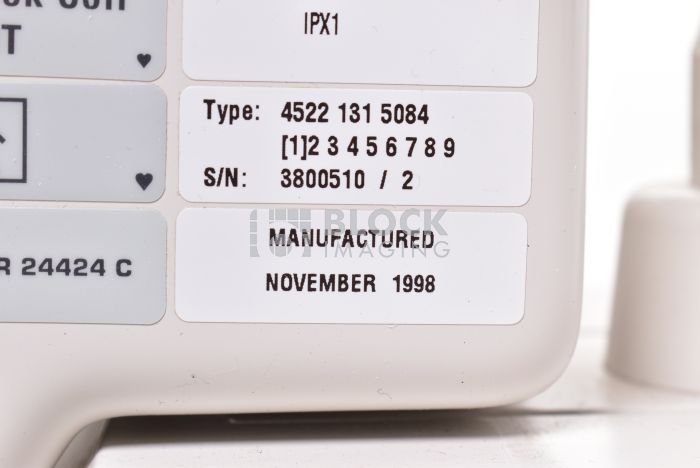 T
IPX1
Type: 4522 131 5084
[1]2 3 4 5 6 7 8 9
S/N: 3800510 / 2
BLOCK
IMAGING
MANUFACTURED
NOVEMBER 1998
R 24424 C